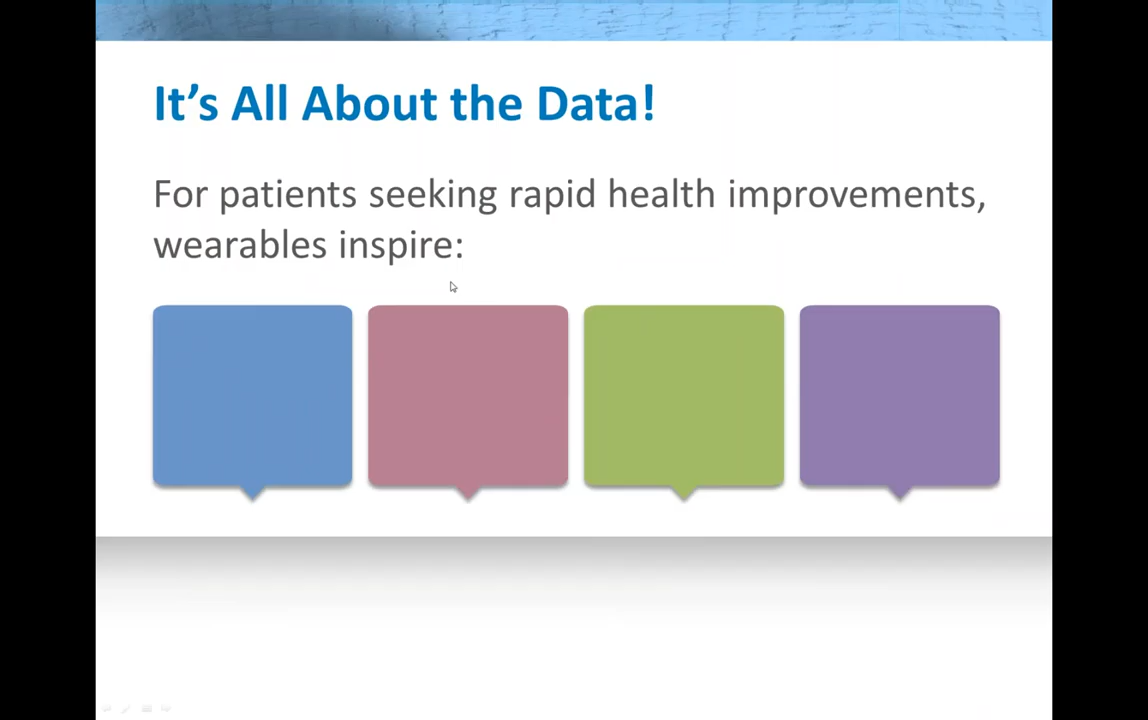 It’s All About the Data!
For patients seeking rapid health improvements,
wearables inspire: